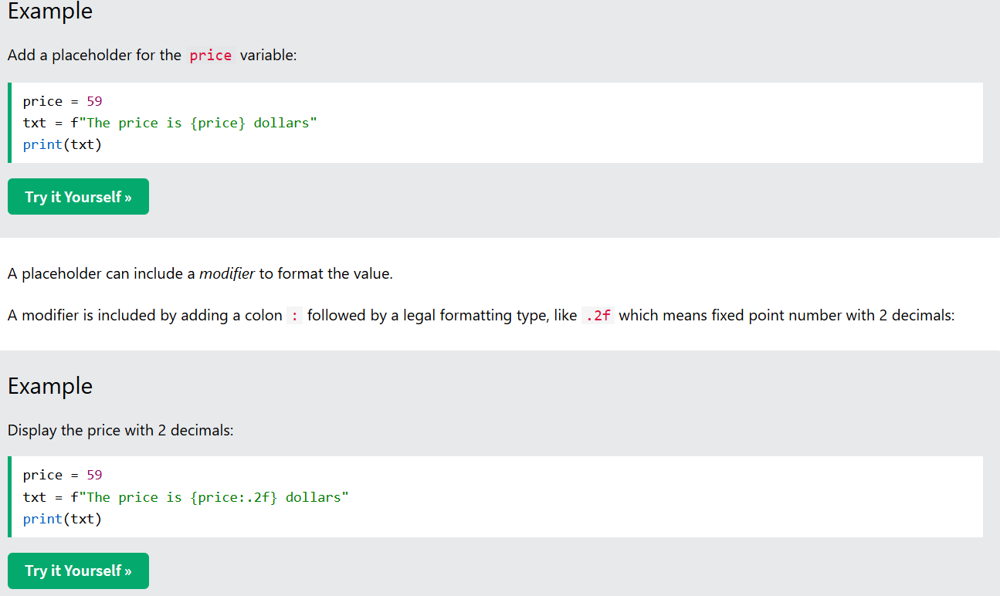 Example
Add a placeholder for the price variable:
price = 59
txt = f"The price is {price} dollars"
print(txt)
Try it Yourself »
A placeholder can include a modifier to format the value.
A modifier is included by adding a colon : followed by a legal formatting type, like .2f which means fixed point number with 2 decimals:
Example
Display the price with 2 decimals:
price = 59
txt = f"The price is {price:.2f} dollars"
print(txt)
Try it Yourself »